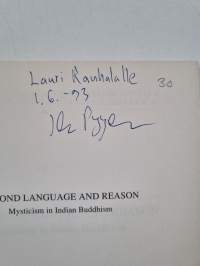 Lauri Rauhalalle
30
1.6.-93
OND LANGUAGE AND REASON
Mysticism in Indian Buddhism